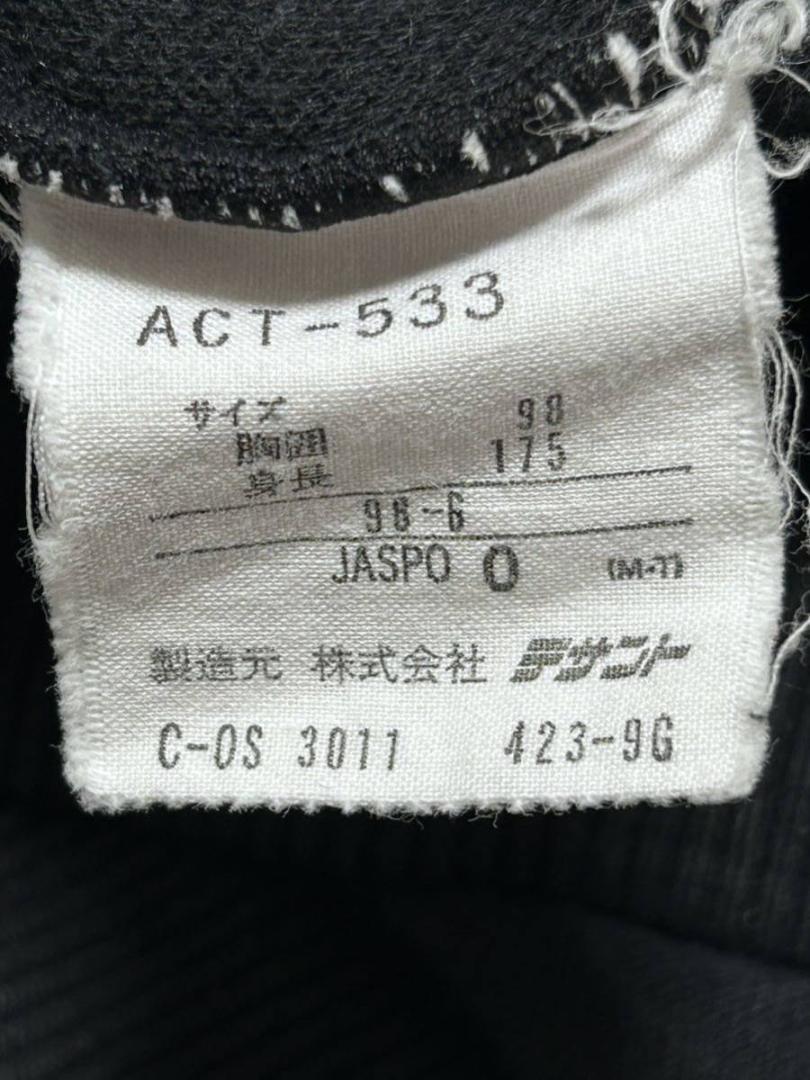 ACT-533
サイズ
胸囲 98
身長 175
98-6
JASPO O (M-T)
製造元 株式会社 デサント
C-OS 3011 423-9G